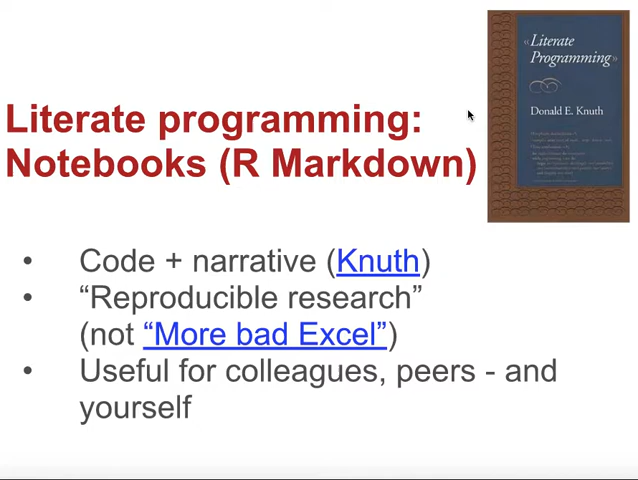 «Literate
Programming»
Donald E. Knuth
Literate programming:
Notebooks (R Markdown)
• Code + narrative (Knuth)
• “Reproducible research”
(not “More bad Excel”)
• Useful for colleagues, peers - and
yourself